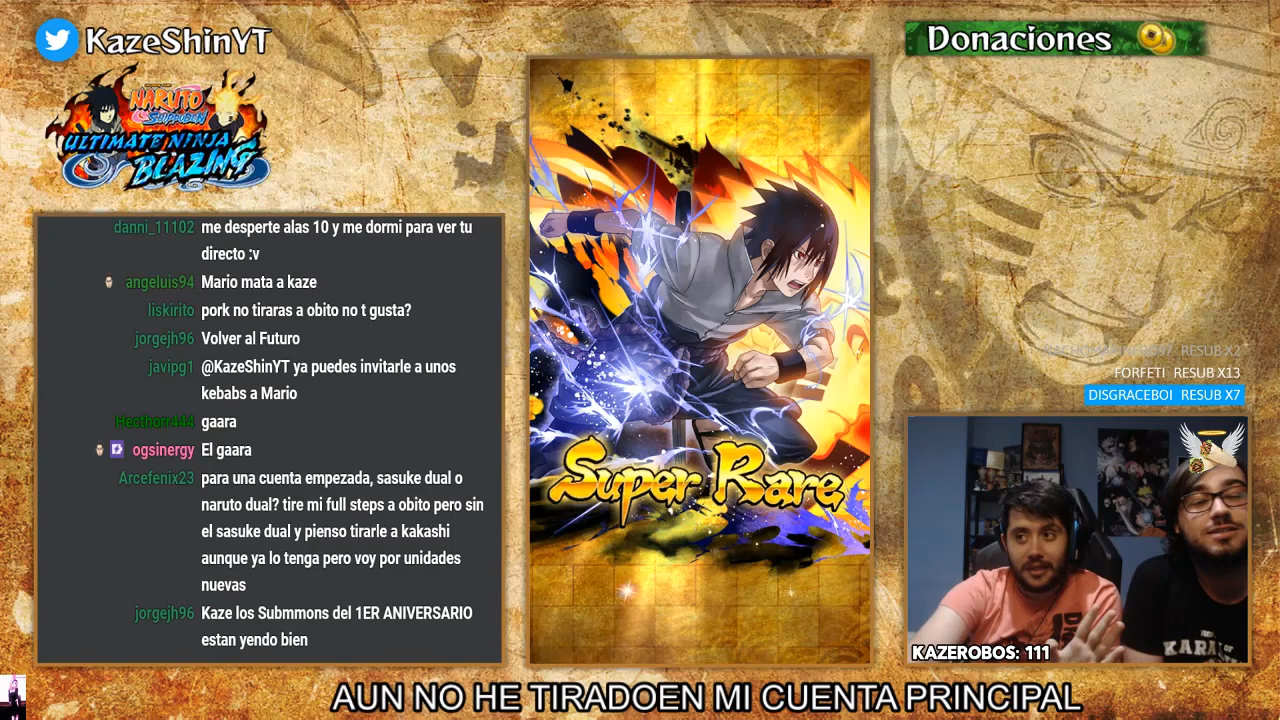 KazeShinYT
NARUTO
SHIPPUDEN
ULTIMATE NINJA
BLAZING
danni_11102 me desperte alas 10 y me dormi para ver tu
directo :v
angeluis94 Mario mata a kaze
liskirito pork no tiraras a obito no t gusta?
jorgejh96 Volver al Futuro
javipg1 @KazeShinYT ya puedes invitarle a unos
kebabs a Mario
Hecthorr444 gaara
ogsinergy El gaara
Arcefenix23 para una cuenta empezada, sasuke dual o
naruto dual? tire mi full steps a obito pero sin
el sasuke dual y pienso tirarle a kakashi
aunque ya lo tenga pero voy por unidades
nuevas
jorgejh96 Kaze los Submmons del 1ER ANIVERSARIO
estan yendo bien
Super Rare
Donaciones
RESUB X2
FORFETI RESUB X13
DISGRACEBOI RESUB X7
KAZEROBOS: 111
AUN NO HE TIRADOEN MI CUENTA PRINCIPAL